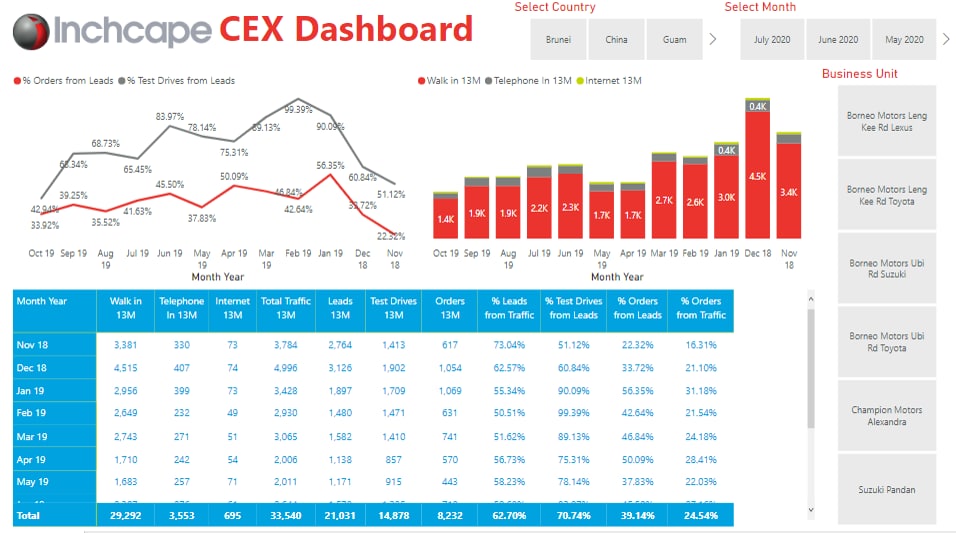 Inchcape CEX Dashboard
Select Country
Select Month
Brunei China Guam
July 2020 June 2020 May 2020
% Orders from Leads % Test Drives from Leads
Walk in 13M Telephone In 13M Internet 13M
Business Unit
99.39%
83.97%
78.14%
90.09%
89.13%
68.73%
75.31%
68.34%
65.45%
60.84%
56.35%
50.09%
51.12%
45.50%
46.84%
39.25%
42.94%
41.63%
42.64%
33.72%
33.92%
35.52%
37.83%
22.32%
Oct 19 Sep 19 Aug 19 Jul 19 Jun 19 May 19 Apr 19 Mar 19 Feb 19 Jan 19 Dec 18 Nov 18
Month Year
0.4K
0.4K
1.4K 1.9K 1.9K 2.2K 2.3K 1.7K 1.7K 2.7K 2.6K 3.0K 4.5K 3.4K
Oct 19 Sep 19 Aug 19 Jul 19 Jun 19 May 19 Apr 19 Mar 19 Feb 19 Jan 19 Dec 18 Nov 18
Month Year
Borneo Motors Leng
Kee Rd Lexus
Borneo Motors Leng
Kee Rd Toyota
Borneo Motors Ubi
Rd Suzuki
Borneo Motors Ubi
Rd Toyota
Champion Motors
Alexandra
Suzuki Pandan
Month Year Walk in 13M Telephone In 13M Internet 13M Total Traffic 13M Leads 13M Test Drives 13M Orders 13M % Leads from Traffic % Test Drives from Leads % Orders from Leads % Orders from Traffic
Nov 18 3,381 330 73 3,784 2,764 1,413 617 73.04% 51.12% 22.32% 16.31%
Dec 18 4,515 407 74 4,996 3,126 1,902 1,054 62.57% 60.84% 33.72% 21.10%
Jan 19 2,956 399 73 3,428 1,897 1,709 1,069 55.34% 90.09% 56.35% 31.18%
Feb 19 2,649 232 49 2,930 1,480 1,471 631 50.51% 99.39% 42.64% 21.54%
Mar 19 2,743 271 51 3,065 1,582 1,410 741 51.62% 89.13% 46.84% 24.18%
Apr 19 1,710 242 54 2,006 1,138 857 570 56.73% 75.31% 50.09% 28.41%
May 19 1,683 257 71 2,011 1,171 915 443 58.23% 78.14% 37.83% 22.03%
Total 29,292 3,553 695 33,540 21,031 14,878 8,232 62.70% 70.74% 39.14% 24.54%